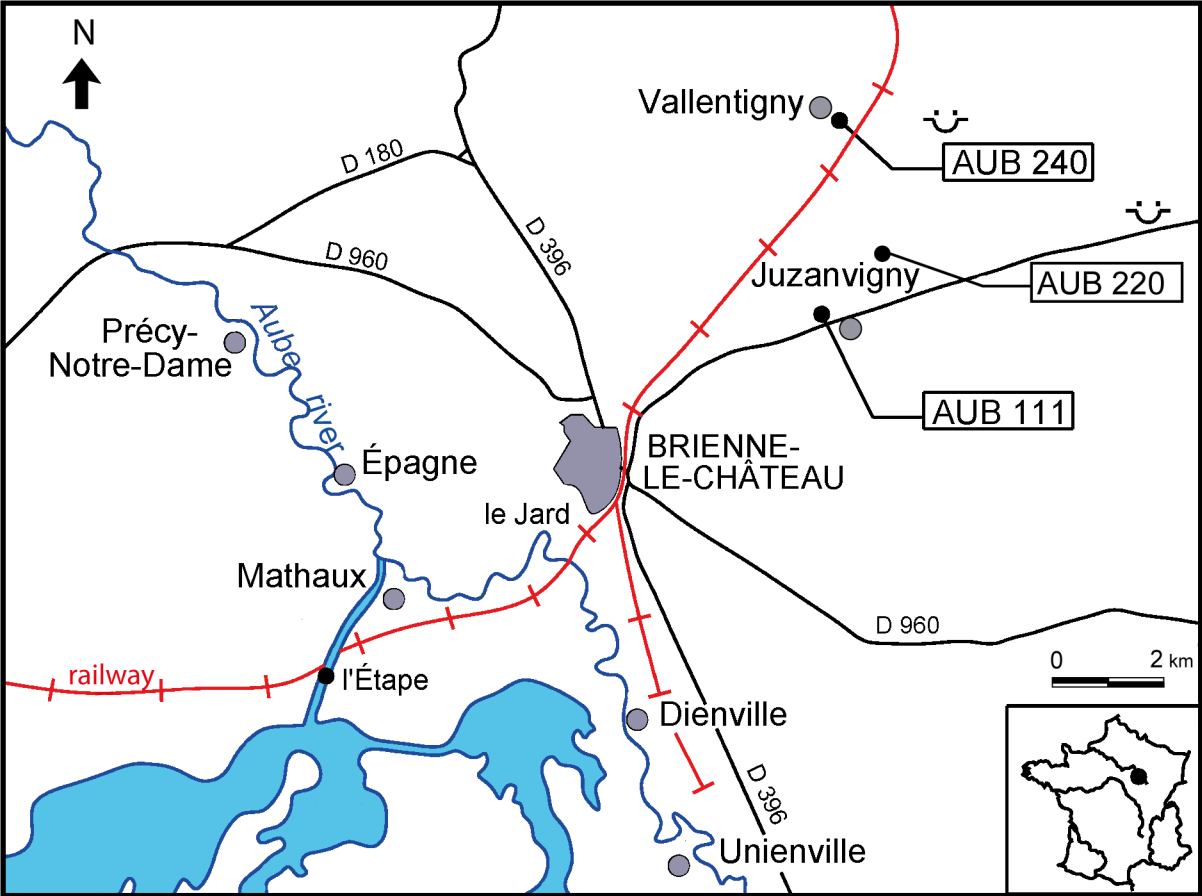 N
Vallentigny
AUB 240
D 180
D 396
D 960
Juzanvigny
AUB 220
Précy-
Notre-Dame
Aube
river
AUB 111
BRIENNE-
LE-CHÂTEAU
Épagne
le Jard
Mathaux
D 960
railway
l'Étape
0 2 km
Dienville
D 396
Unienville